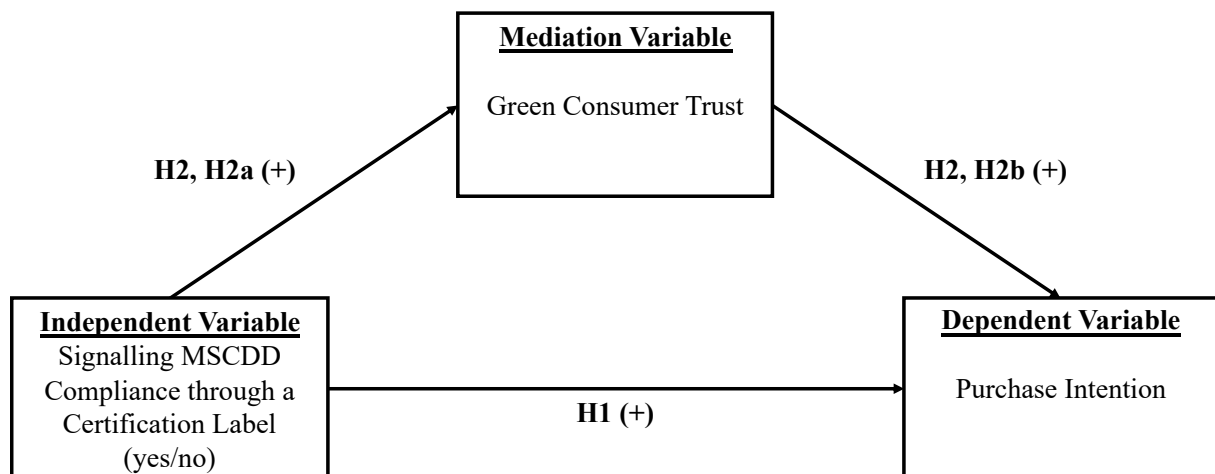 Mediation Variable
Green Consumer Trust
H2, H2a (+)
H2, H2b (+)
Independent Variable
Signalling MSCDD
Compliance through a
Certification Label
(yes/no)
H1 (+)
Dependent Variable
Purchase Intention